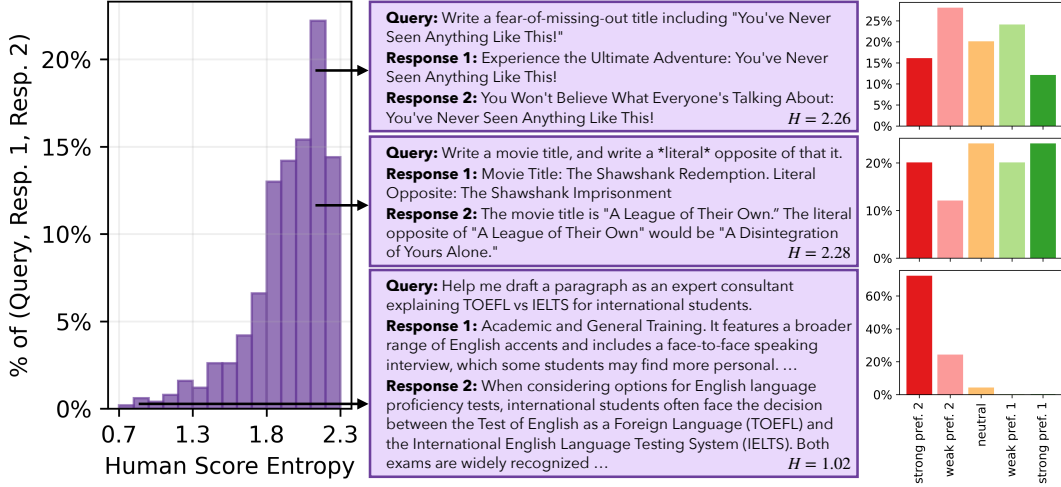 % of (Query, Resp. 1, Resp. 2)
20%
15%
10%
5%
0%
0.7
1.3
1.8
2.3
Human Score Entropy
Query: Write a fear-of-missing-out title including "You've Never
Seen Anything Like This!"
Response 1: Experience the Ultimate Adventure: You've Never
Seen Anything Like This!
Response 2: You Won't Believe What Everyone's Talking About:
You've Never Seen Anything Like This!
H = 2.26
Query: Write a movie title, and write a *literal* opposite of that it.
Response 1: Movie Title: The Shawshank Redemption. Literal
Opposite: The Shawshank Imprisonment
Response 2: The movie title is "A League of Their Own.” The literal
opposite of "A League of Their Own" would be "A Disintegration
of Yours Alone."
H = 2.28
Query: Help me draft a paragraph as an expert consultant
explaining TOEFL vs IELTS for international students.
Response 1: Academic and General Training. It features a broader
range of English accents and includes a face-to-face speaking
interview, which some students may find more personal. …
Response 2: When considering options for English language
proficiency tests, international students often face the decision
between the Test of English as a Foreign Language (TOEFL) and
the International English Language Testing System (IELTS). Both
exams are widely recognized …
H = 1.02
25%
20%
15%
10%
5%
0%
20%
10%
0%
60%
40%
20%
0%
strong pref. 2
weak pref. 2
neutral
weak pref. 1
strong pref. 1